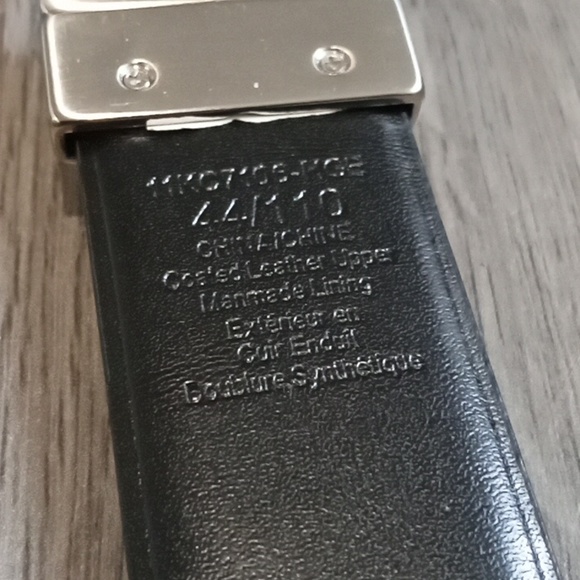 44/110
CHINA/CHINE
Coated Leather Upper
Manmade Lining
Extérieur en
Cuir Enduit
Doublure Synthétique